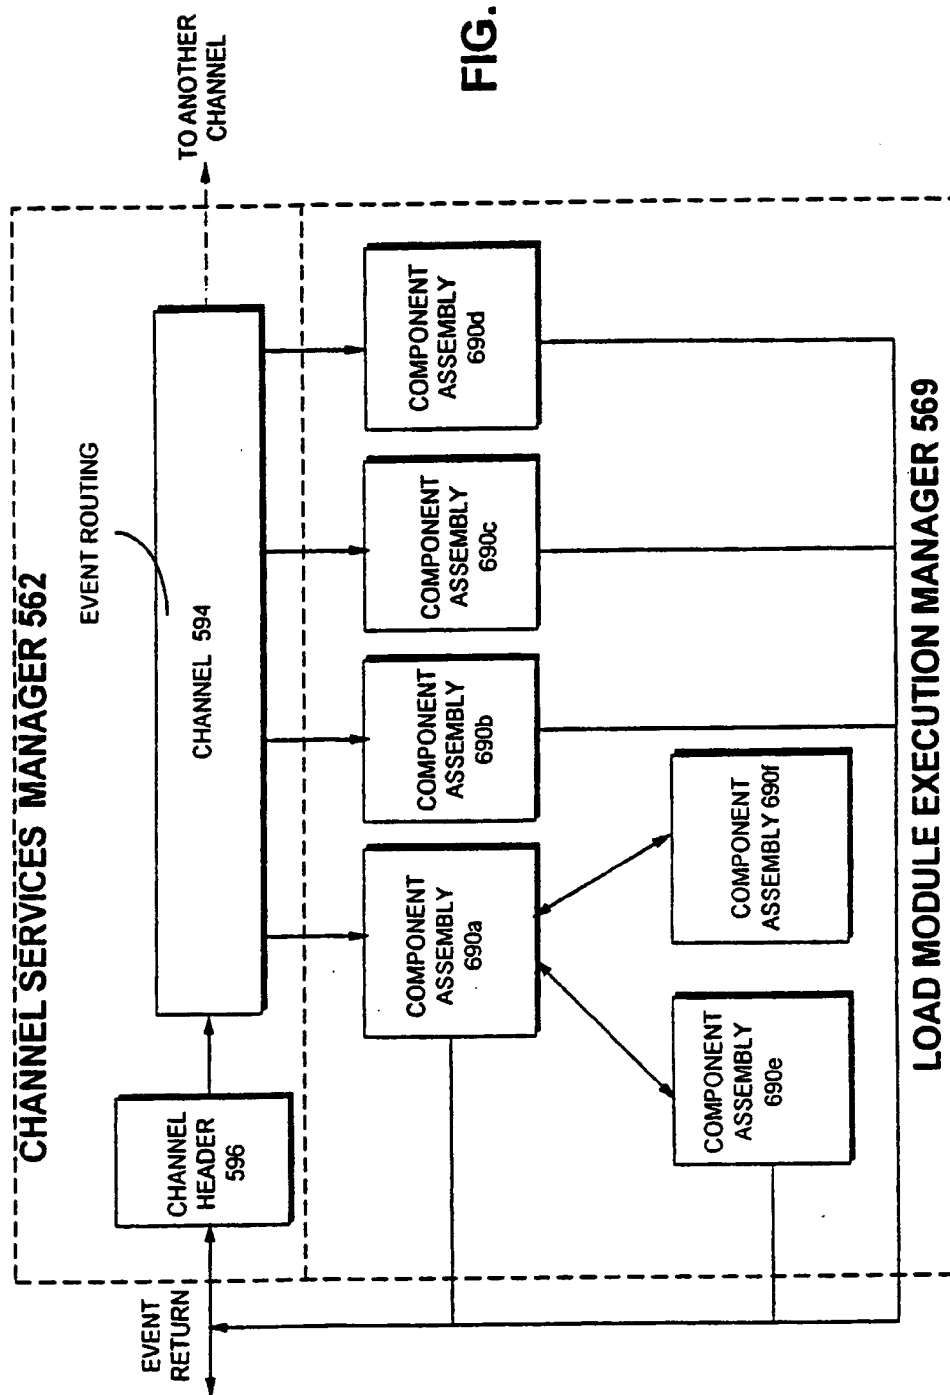 CHANNEL SERVICES MANAGER 562
EVENT ROUTING
TO ANOTHER
CHANNEL
EVENT
RETURN
CHANNEL
HEADER
596
CHANNEL 594
COMPONENT
ASSEMBLY
690a
COMPONENT
ASSEMBLY
690b
COMPONENT
ASSEMBLY
690c
COMPONENT
ASSEMBLY
690d
COMPONENT
ASSEMBLY
690e
COMPONENT
ASSEMBLY 690f
LOAD MODULE EXECUTION MANAGER 569
FIG.